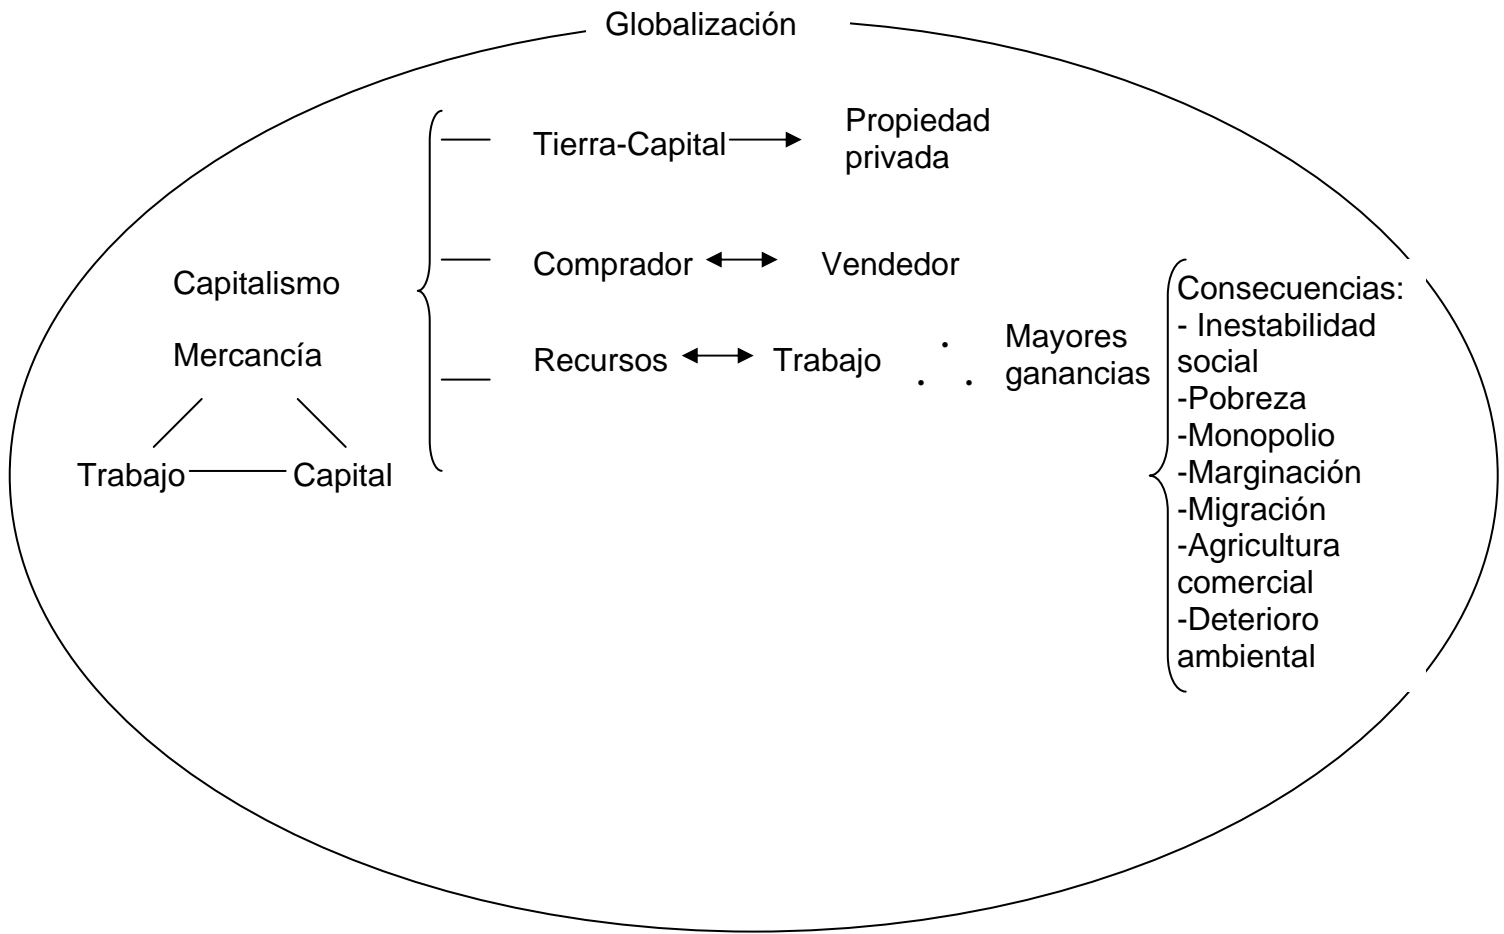 Globalización
Tierra-Capital
Propiedad
privada
Comprador
Vendedor
Capitalismo
Mercancía
Trabajo
Capital
Recursos
Trabajo
Mayores
ganancias
Consecuencias:
- Inestabilidad
social
-Pobreza
-Monopolio
-Marginación
-Migración
-Agricultura
comercial
-Deterioro
ambiental